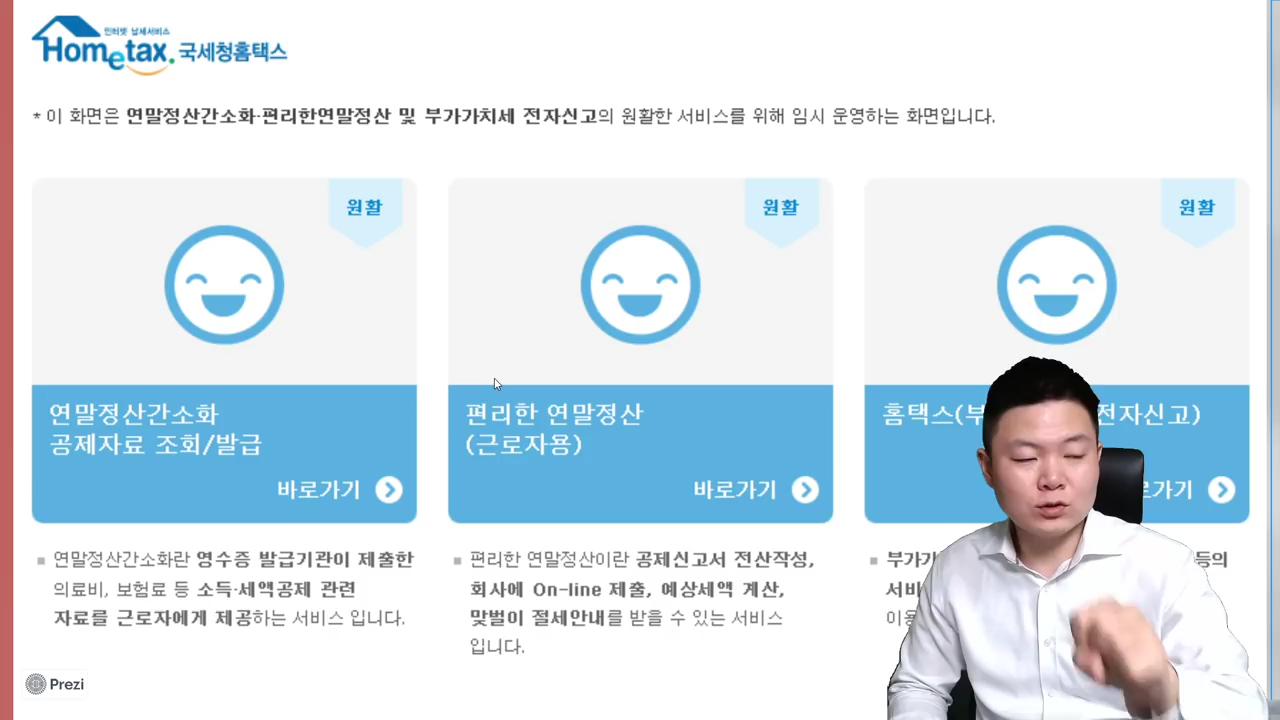 인터넷 납세서비스
Hometax. 국세청홈택스
* 이 화면은 연말정산간소화·편리한연말정산 및 부가가치세 전자신고의 원활한 서비스를 위해 임시 운영하는 화면입니다.
원활
원활
원활
연말정산간소화
공제자료 조회/발급
바로가기
편리한 연말정산
(근로자용)
바로가기
홈택스(부 전자신고)
로가기
연말정산간소화란 영수증 발급기관이 제출한
의료비, 보험료 등 소득·세액공제 관련
자료를 근로자에게 제공하는 서비스 입니다.
편리한 연말정산이란 공제신고서 전산작성,
회사에 On-line 제출, 예상세액 계산,
맞벌이 절세안내를 받을 수 있는 서비스
입니다.
부가가 등의
서비
이용
Prezi